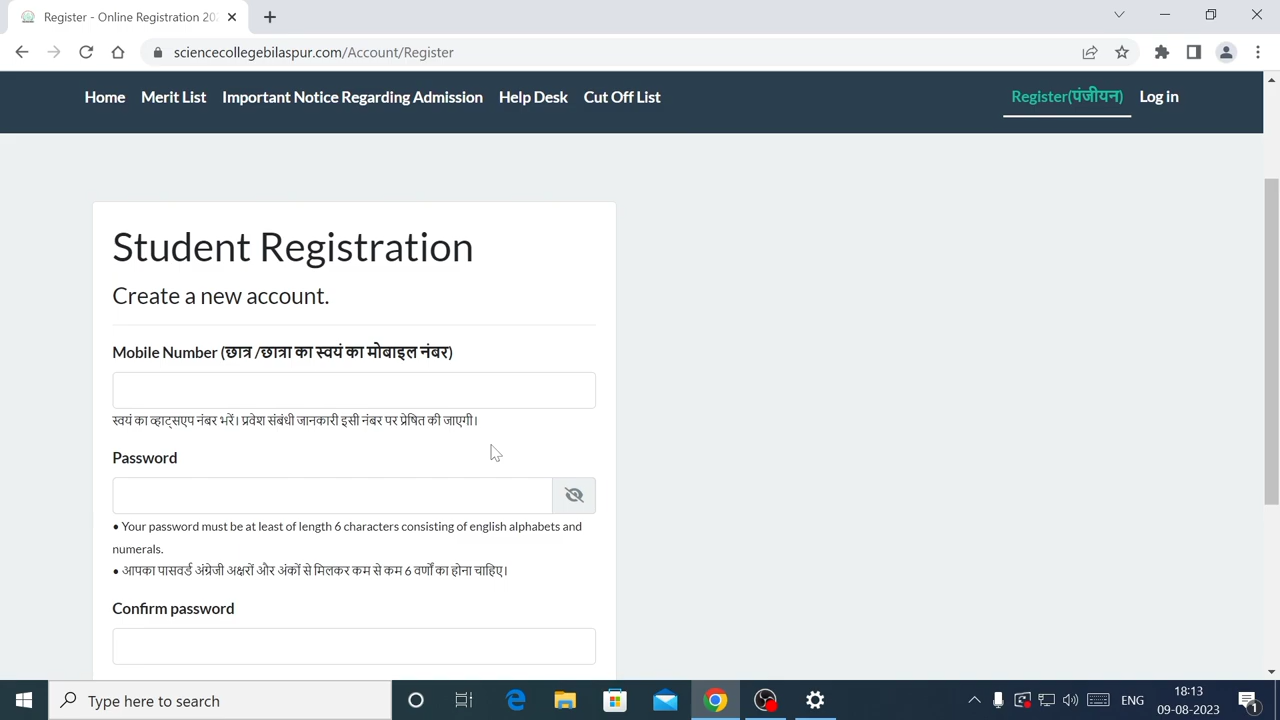 Register - Online Registration 20
sciencecollegebilaspur.com/Account/Register
Home Merit List Important Notice Regarding Admission Help Desk Cut Off List Register(पंजीयन) Log in
Student Registration
Create a new account.
Mobile Number (छात्र /छात्रा का स्वयं का मोबाइल नंबर)
स्वयं का व्हाट्सएप नंबर भरें। प्रवेश संबंधी जानकारी इसी नंबर पर प्रेषित की जाएगी।
Password
• Your password must be at least of length 6 characters consisting of english alphabets and
numerals.
• आपका पासवर्ड अंग्रेजी अक्षरों और अंकों से मिलकर कम से कम 6 वर्णों का होना चाहिए।
Confirm password
Type here to search
ENG
18:13
09-08-2023
1